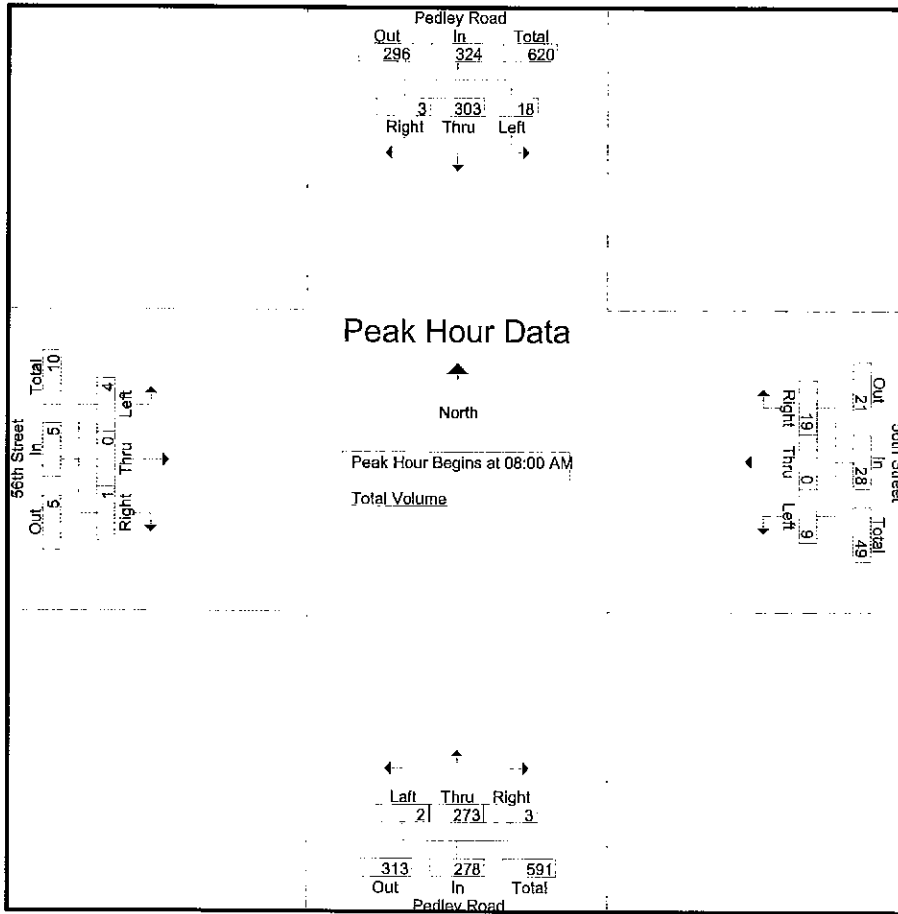 Pedley Road
Out In Total
296 324 620
3 303 18
Right Thru Left
Peak Hour Data
North
Peak Hour Begins at 08:00 AM
Total Volume
56th Street
Out In Total
5 5 10
4 0 1
Left Thru Right
Right Thru Left
19 0 9
Out In Total
21 28 49
Street
Laft Thru Right
2 273 3
313 278 591
Out In Total
Pedley Road